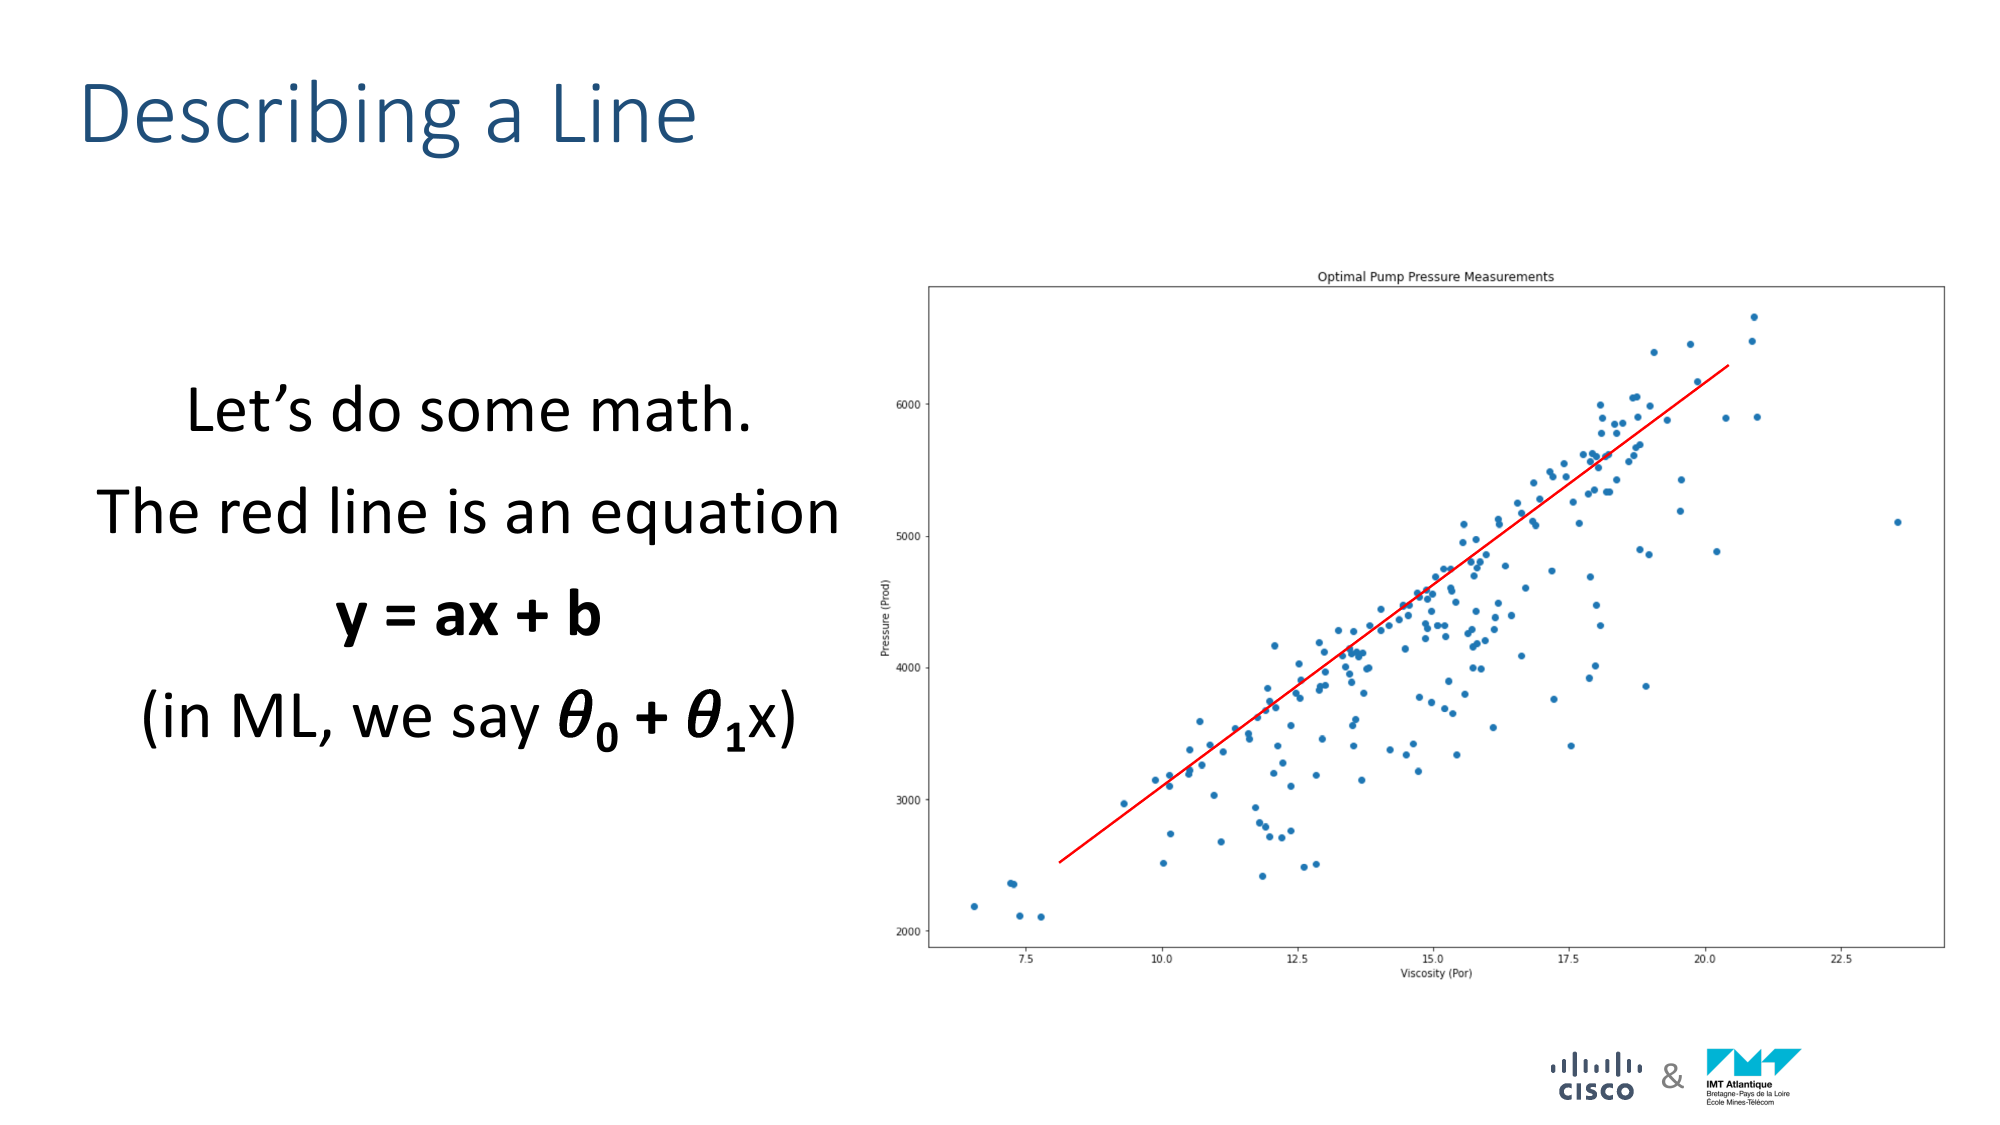 Describing a Line
Let’s do some math.
The red line is an equation
y = ax + b
(in ML, we say θ₀ + θ₁x)
Optimal Pump Pressure Measurements
Pressure (Prod)
6000
5000
4000
3000
2000
7.5 10.0 12.5 15.0 17.5 20.0 22.5
Viscosity (Por)
CISCO
&
IMT Atlantique
Bretagne-Pays de la Loire
École Mines-Télécom